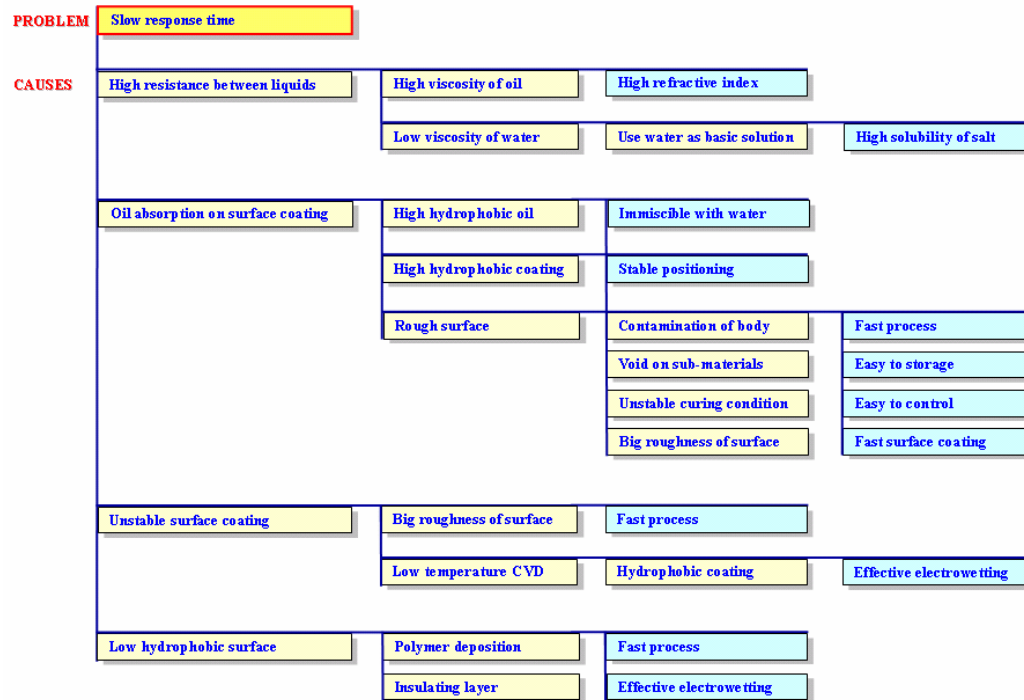 PROBLEM Slow response time
CAUSES High resistance between liquids High viscosity of oil High refractive index
Low viscosity of water Use water as basic solution High solubility of salt
Oil absorption on surface coating High hydrophobic oil Immiscible with water
High hydrophobic coating Stable positioning
Rough surface Contamination of body Fast process
Void on sub-materials Easy to storage
Unstable curing condition Easy to control
Big roughness of surface Fast surface coating
Unstable surface coating Big roughness of surface Fast process
Low temperature CVD Hydrophobic coating Effective electrowetting
Low hydrophobic surface Polymer deposition Fast process
Insulating layer Effective electrowetting